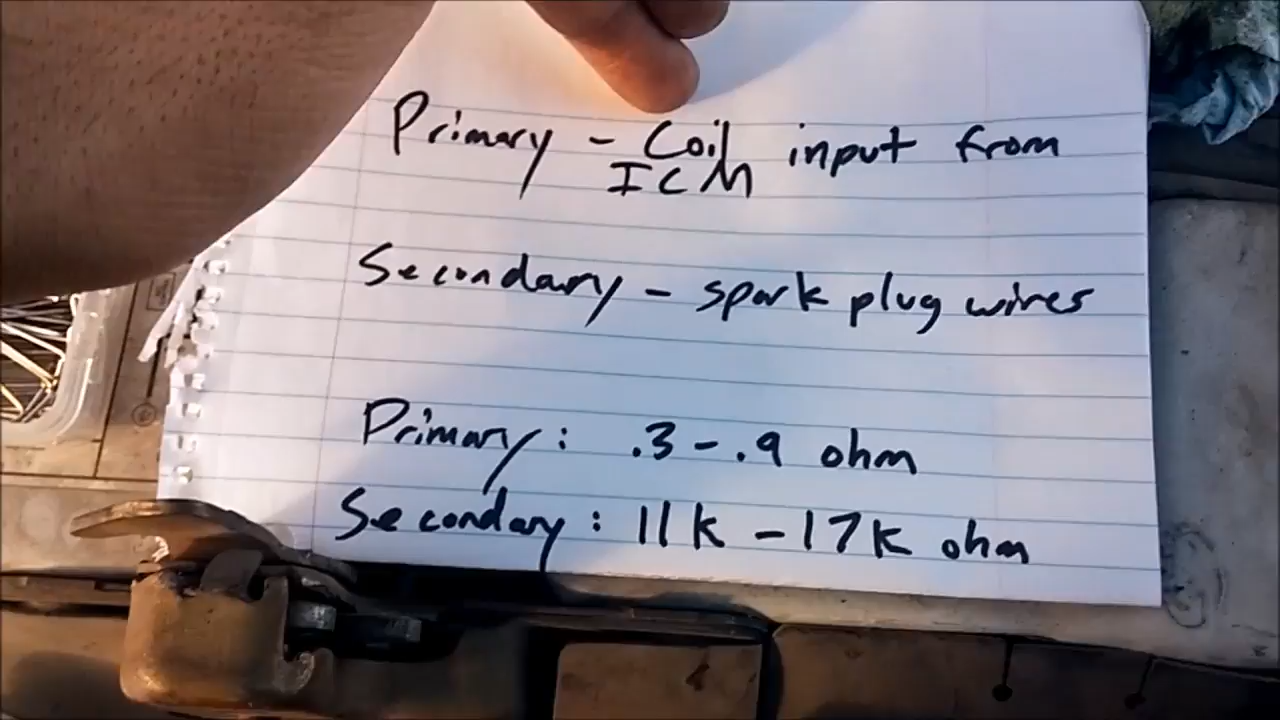 Primary - Coil input from
ICM
Secondary - spark plug wires
Primary: .3 - .9 ohm
Secondary: 11k - 17k ohm